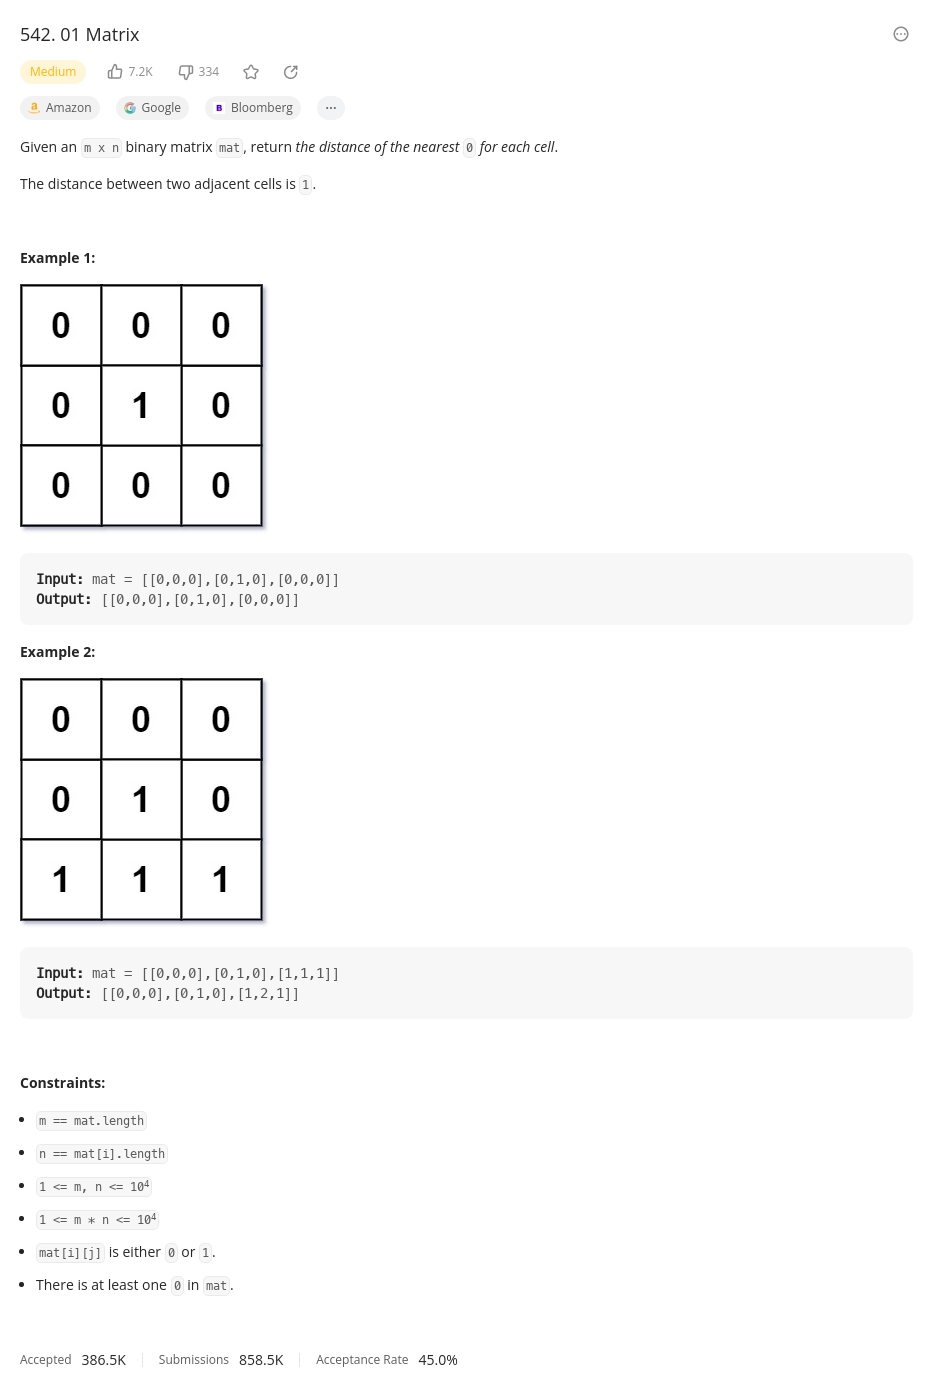 542. 01 Matrix
Medium 7.2K 334
Amazon Google Bloomberg ...
Given an m x n binary matrix mat, return the distance of the nearest 0 for each cell.
The distance between two adjacent cells is 1.
Example 1:
0 0 0
0 1 0
0 0 0
Input: mat = [[0,0,0],[0,1,0],[0,0,0]]
Output: [[0,0,0],[0,1,0],[0,0,0]]
Example 2:
0 0 0
0 1 0
1 1 1
Input: mat = [[0,0,0],[0,1,0],[1,1,1]]
Output: [[0,0,0],[0,1,0],[1,2,1]]
Constraints:
• m == mat.length
• n == mat[i].length
• 1 <= m, n <= 10⁴
• 1 <= m * n <= 10⁴
• mat[i][j] is either 0 or 1.
• There is at least one 0 in mat.
Accepted 386.5K Submissions 858.5K Acceptance Rate 45.0%